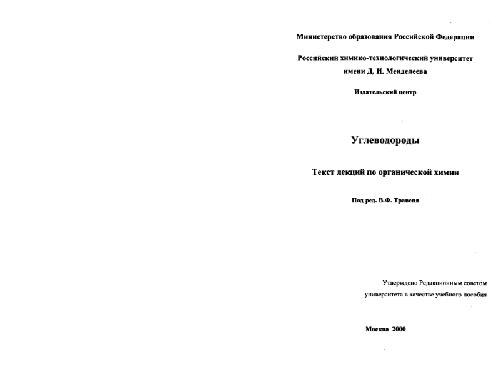 Министерство образования Российской Федерации
Российский химико-технологический университет
имени Д. И. Менделеева
Издательский центр
Углеводороды
Текст лекций по органической химии
Под ред. В.Ф. Травеня
Утверждено Редакционным советом
университета в качестве учебного пособия
Москва 2000